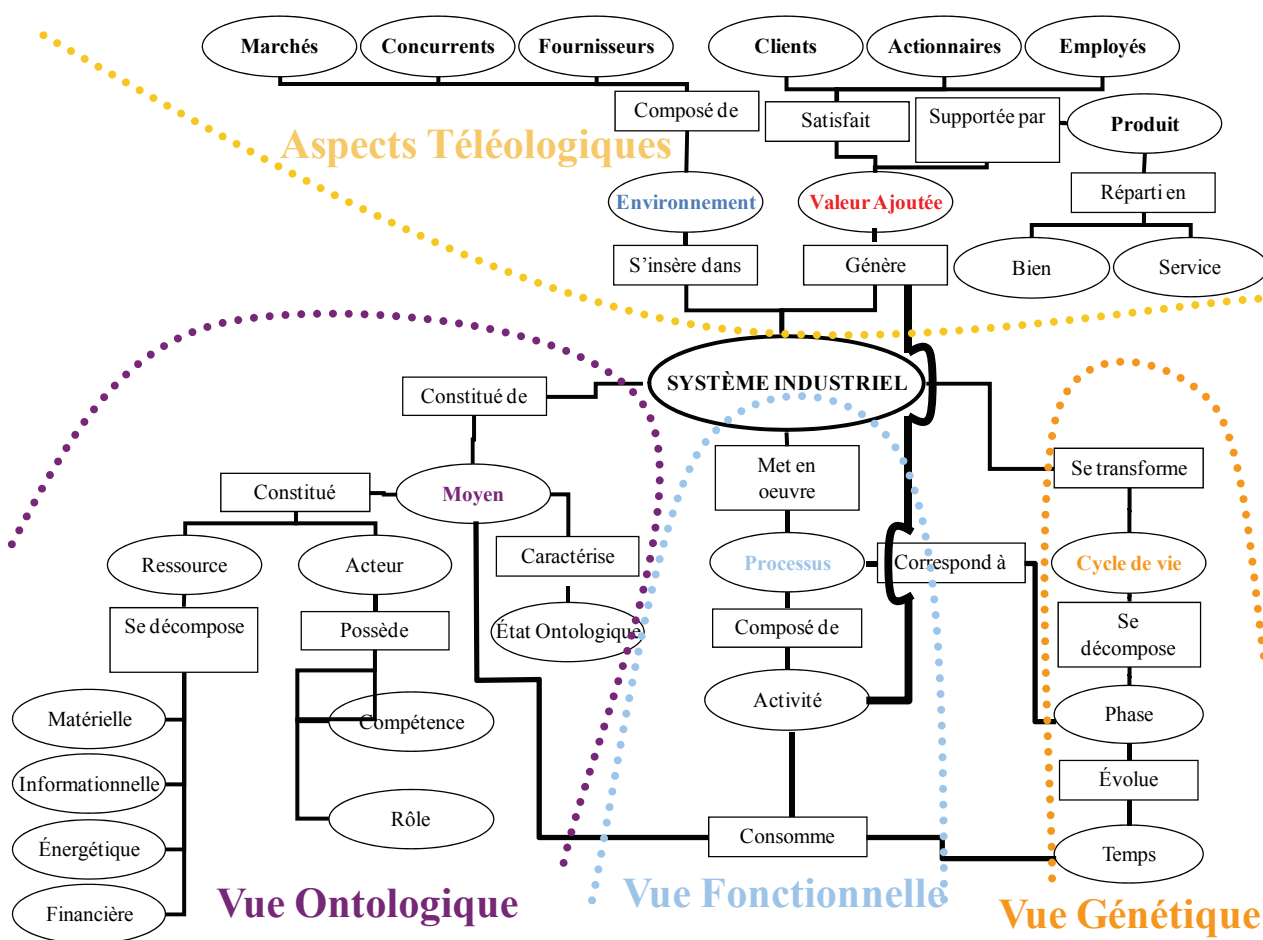 Marchés
Concurrents
Fournisseurs
Clients
Actionnaires
Employés
Composé de
Satisfait
Supportée par
Produit
Aspects Téléologiques
Environnement
Valeur Ajoutée
Réparti en
S’insère dans
Génère
Bien
Service
SYSTÈME INDUSTRIEL
Constitué de
Met en
oeuvre
Se transforme
Constitué
Moyen
Ressource
Acteur
Caractérise
Processus
Correspond à
Cycle de vie
Se décompose
Possède
État Ontologique
Composé de
Se
décompose
Matérielle
Compétence
Activité
Phase
Informationnelle
Évolue
Rôle
Consomme
Énergétique
Temps
Financière
Vue Ontologique
Vue Fonctionnelle
Vue Génétique